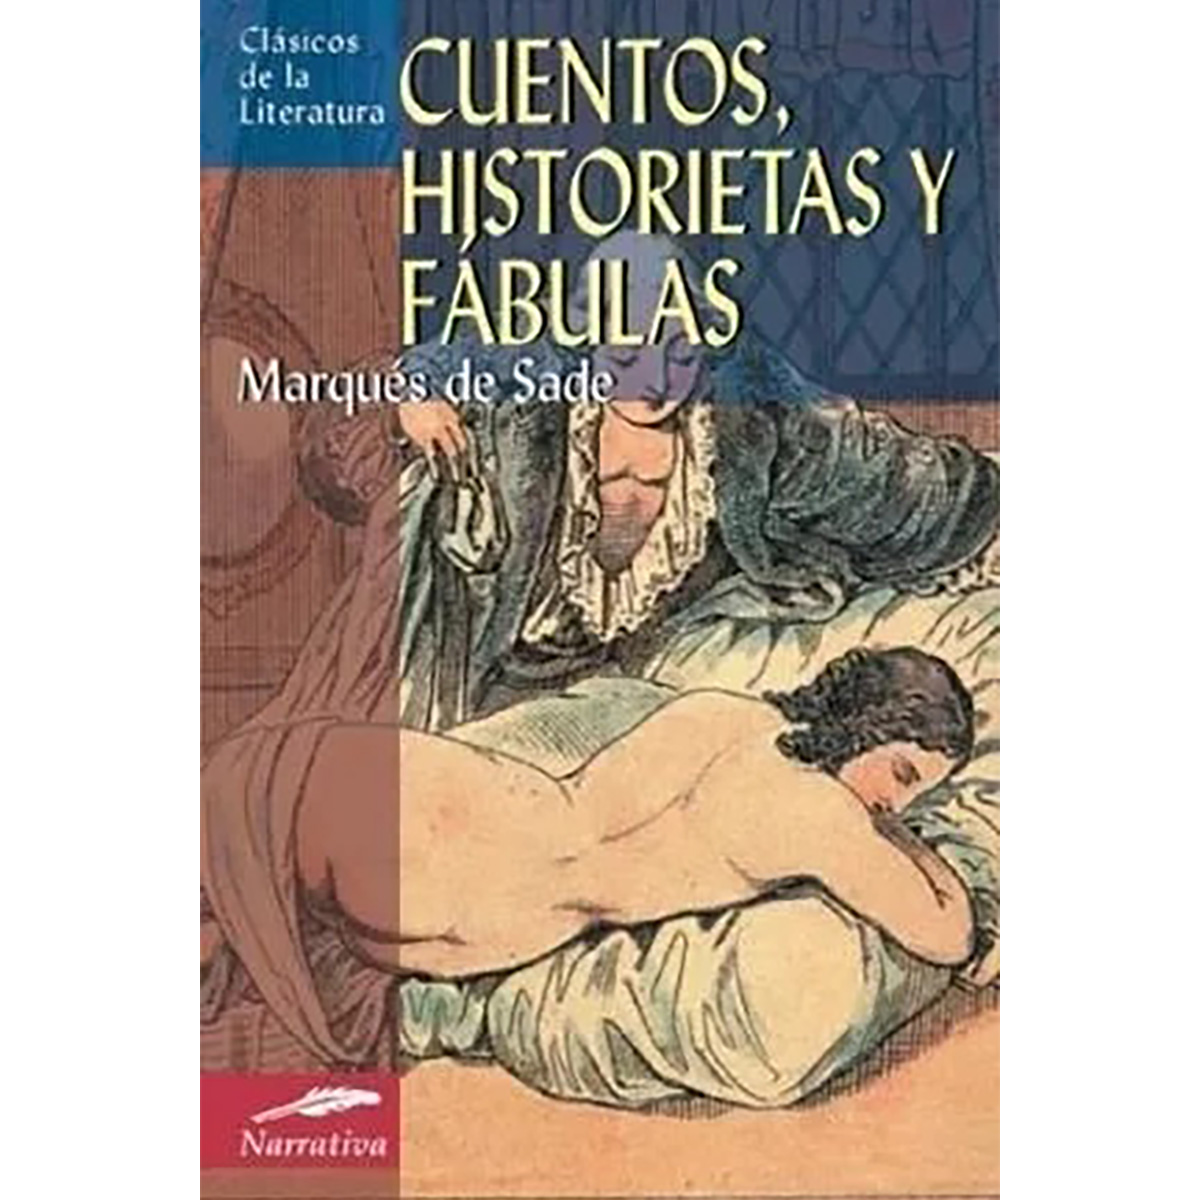 Clásicos
de la
Literatura
CUENTOS,
HISTORIETAS Y
FÁBULAS
Marqués de Sade
Narrativa